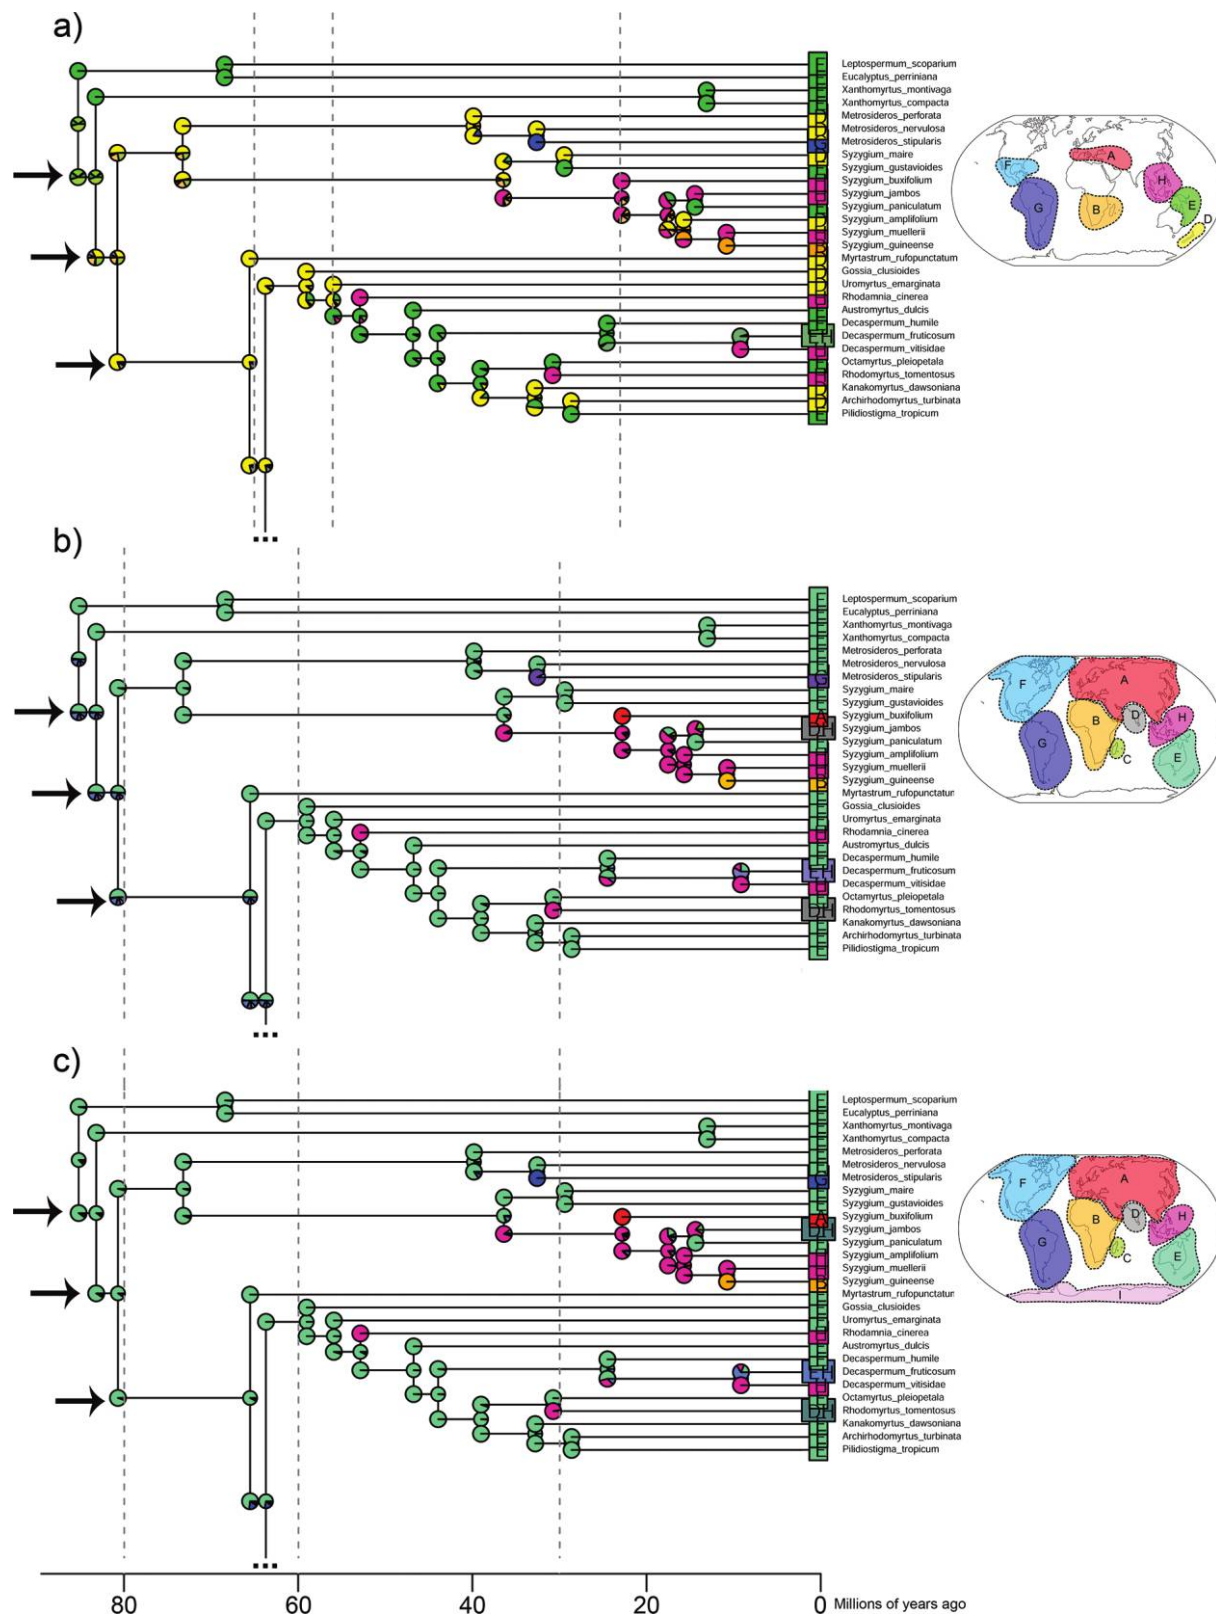 a)
Leptospermum_scoparium
Eucalyptus_perriniana
Xanthomyrtus_montivaga
Xanthomyrtus_compacta
Metrosideros_perforata
Metrosideros_nervulosa
Metrosideros_stipularis
Syzygium_maire
Syzygium_gustavioides
Syzygium_buxifolium
Syzygium_jambos
Syzygium_paniculatum
Syzygium_amplifolium
Syzygium_muellerii
Syzygium_guineense
Myrtastrum_rufopunctatum
Gossia_clusioides
Uromyrtus_emarginata
Rhodamnia_cinerea
Austromyrtus_dulcis
Decaspermum_humile
Decaspermum_fruticosum
Decaspermum_vitisidae
Octamyrtus_pleiopetala
Rhodomyrtus_tomentosus
Kanakomyrtus_dawsoniana
Archirhodomyrtus_turbinata
Pilidiostigma_tropicum
F A H G B E D
b)
Leptospermum_scoparium
Eucalyptus_perriniana
Xanthomyrtus_montivaga
Xanthomyrtus_compacta
Metrosideros_perforata
Metrosideros_nervulosa
Metrosideros_stipularis
Syzygium_maire
Syzygium_gustavioides
Syzygium_buxifolium
Syzygium_jambos
Syzygium_paniculatum
Syzygium_amplifolium
Syzygium_muellerii
Syzygium_guineense
Myrtastrum_rufopunctatum
Gossia_clusioides
Uromyrtus_emarginata
Rhodamnia_cinerea
Austromyrtus_dulcis
Decaspermum_humile
Decaspermum_fruticosum
Decaspermum_vitisidae
Octamyrtus_pleiopetala
Rhodomyrtus_tomentosus
Kanakomyrtus_dawsoniana
Archirhodomyrtus_turbinata
Pilidiostigma_tropicum
F A D H B G C E
c)
Leptospermum_scoparium
Eucalyptus_perriniana
Xanthomyrtus_montivaga
Xanthomyrtus_compacta
Metrosideros_perforata
Metrosideros_nervulosa
Metrosideros_stipularis
Syzygium_maire
Syzygium_gustavioides
Syzygium_buxifolium
Syzygium_jambos
Syzygium_paniculatum
Syzygium_amplifolium
Syzygium_muellerii
Syzygium_guineense
Myrtastrum_rufopunctatum
Gossia_clusioides
Uromyrtus_emarginata
Rhodamnia_cinerea
Austromyrtus_dulcis
Decaspermum_humile
Decaspermum_fruticosum
Decaspermum_vitisidae
Octamyrtus_pleiopetala
Rhodomyrtus_tomentosus
Kanakomyrtus_dawsoniana
Archirhodomyrtus_turbinata
Pilidiostigma_tropicum
F A D H B G C E I
80 60 40 20 0 Millions of years ago